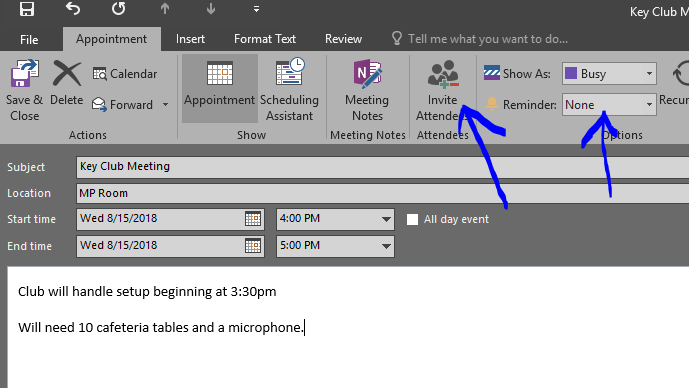 Key Club Me
File Appointment Insert Format Text Review Tell me what you want to do...
Save & Close
Delete
Calendar
Forward
Actions
Appointment
Scheduling Assistant
Show
Meeting Notes
Meeting Notes
Invite Attendees
Attendees
Show As: Busy
Reminder: None
Recur
Options
Subject Key Club Meeting
Location MP Room
Start time Wed 8/15/2018 4:00 PM All day event
End time Wed 8/15/2018 5:00 PM
Club will handle setup beginning at 3:30pm
Will need 10 cafeteria tables and a microphone.